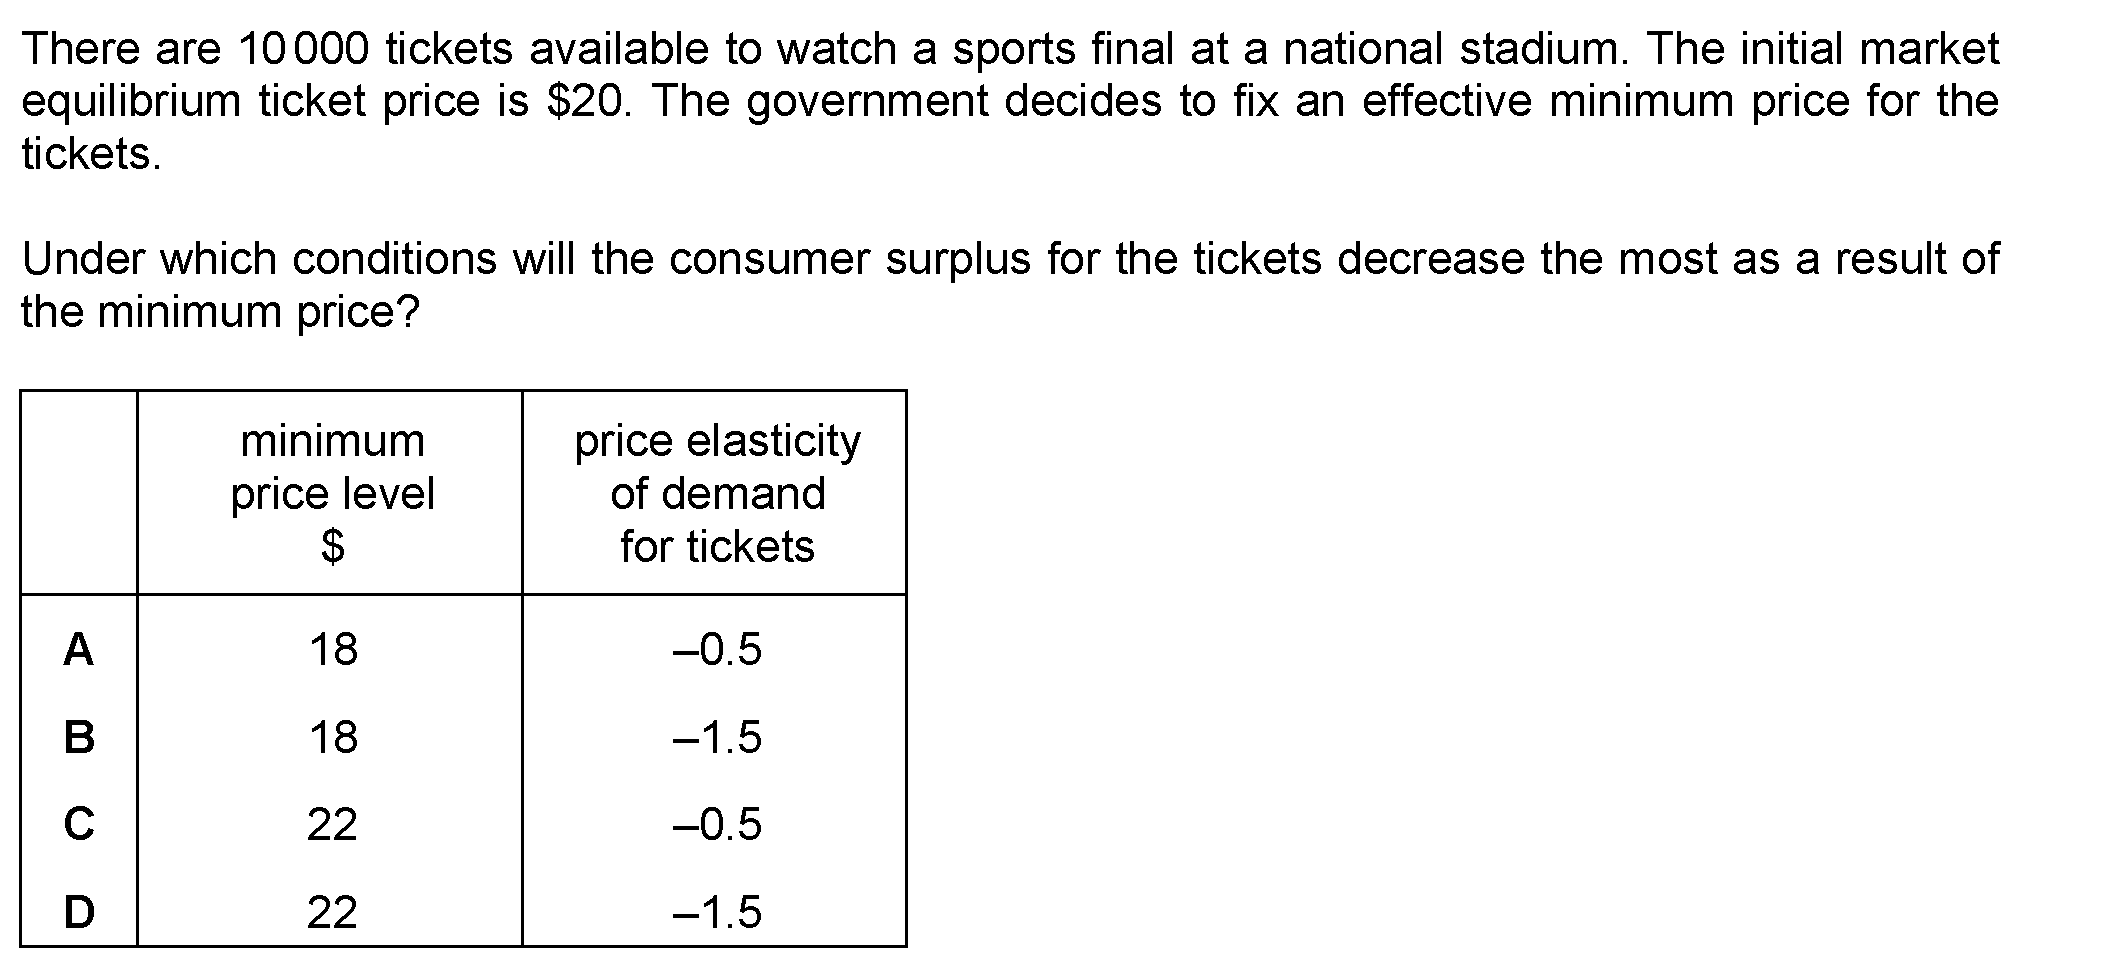 There are 10 000 tickets available to watch a sports final at a national stadium. The initial market
equilibrium ticket price is $20. The government decides to fix an effective minimum price for the
tickets.
Under which conditions will the consumer surplus for the tickets decrease the most as a result of
the minimum price?
minimum price level $ price elasticity of demand for tickets
A 18 –0.5
B 18 –1.5
C 22 –0.5
D 22 –1.5